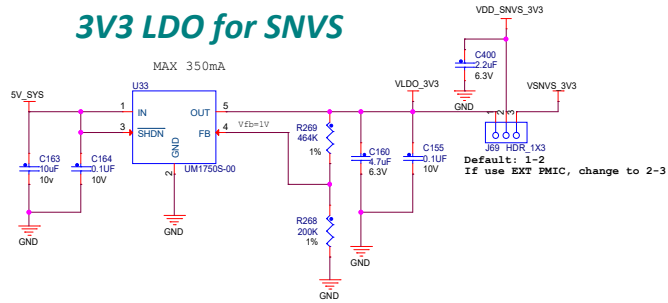 3V3 LDO for SNVS
MAX 350mA
VDD_SNVS_3V3
C400
2.2uF
6.3V
GND
5V_SYS
U33
1
IN
OUT
5
3
SHDN
FB
4
Vfb=1V
GND
2
UM1750S-00
VLDO_3V3
VSNVS_3V3
1
2
3
J69 HDR_1X3
Default: 1-2
If use EXT PMIC, change to 2-3
C163
10uF
10v
C164
0.1UF
10V
R269
464K
1%
C160
4.7uF
6.3V
C155
0.1UF
10V
R268
200K
1%
GND
GND
GND
GND